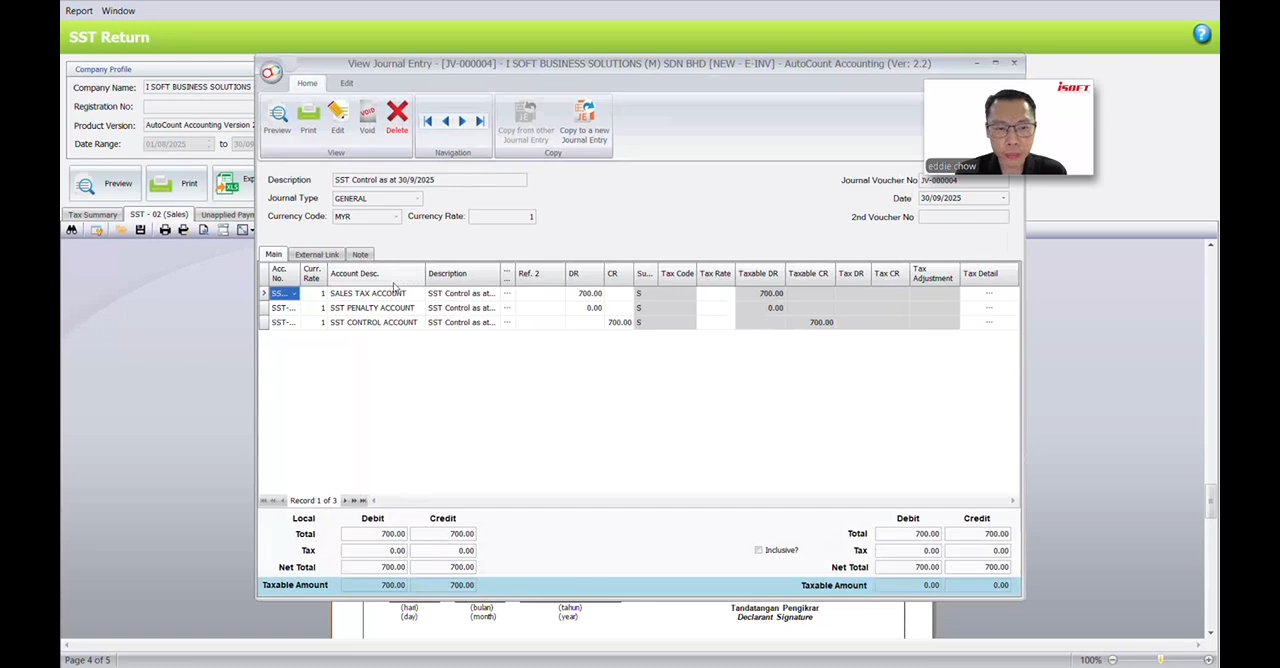 Report Window
SST Return
Company Profile
Company Name: I SOFT BUSINESS SOLUTIONS
Registration No:
Product Version: AutoCount Accounting Version 2
Date Range: 01/08/2025 to 30/09
Preview Print XLS Exp
Tax Summary SST - 02 (Sales) Unapplied Paym
View Journal Entry - [JV-000004] - I SOFT BUSINESS SOLUTIONS (M) SDN BHD [NEW - E-INV] - AutoCount Accounting (Ver: 2.2)
Home Edit
Preview Print Edit VOID Void Delete
Copy from other Journal Entry
Copy to a new Journal Entry
View Navigation Copy
iSOFT
eddie chow
Description SST Control as at 30/9/2025
Journal Voucher No JV-000004
Journal Type GENERAL
Date 30/09/2025
Currency Code: MYR Currency Rate: 1
2nd Voucher No
Main External Link Note
Acc. No. Curr. Rate Account Desc. Description ... Ref. 2 DR CR Su... Tax Code Tax Rate Taxable DR Taxable CR Tax DR Tax CR Tax Adjustment Tax Detail
SS... 1 SALES TAX ACCOUNT SST Control as at... ... 700.00 S 700.00 ...
SST-... 1 SST PENALTY ACCOUNT SST Control as at... ... 0.00 S 0.00 ...
SST-... 1 SST CONTROL ACCOUNT SST Control as at... ... 700.00 S 700.00 ...
Record 1 of 3
Local Debit Credit Debit Credit
Total 700.00 700.00 Total 700.00 700.00
Tax 0.00 0.00 Inclusive? Tax 0.00 0.00
Net Total 700.00 700.00 Net Total 700.00 700.00
Taxable Amount 700.00 700.00 Taxable Amount 0.00 0.00
(hari) (bulan) (tahun) Tandatangan Pengikrar
(day) (month) (year) Declarant Signature
Page 4 of 5 100%